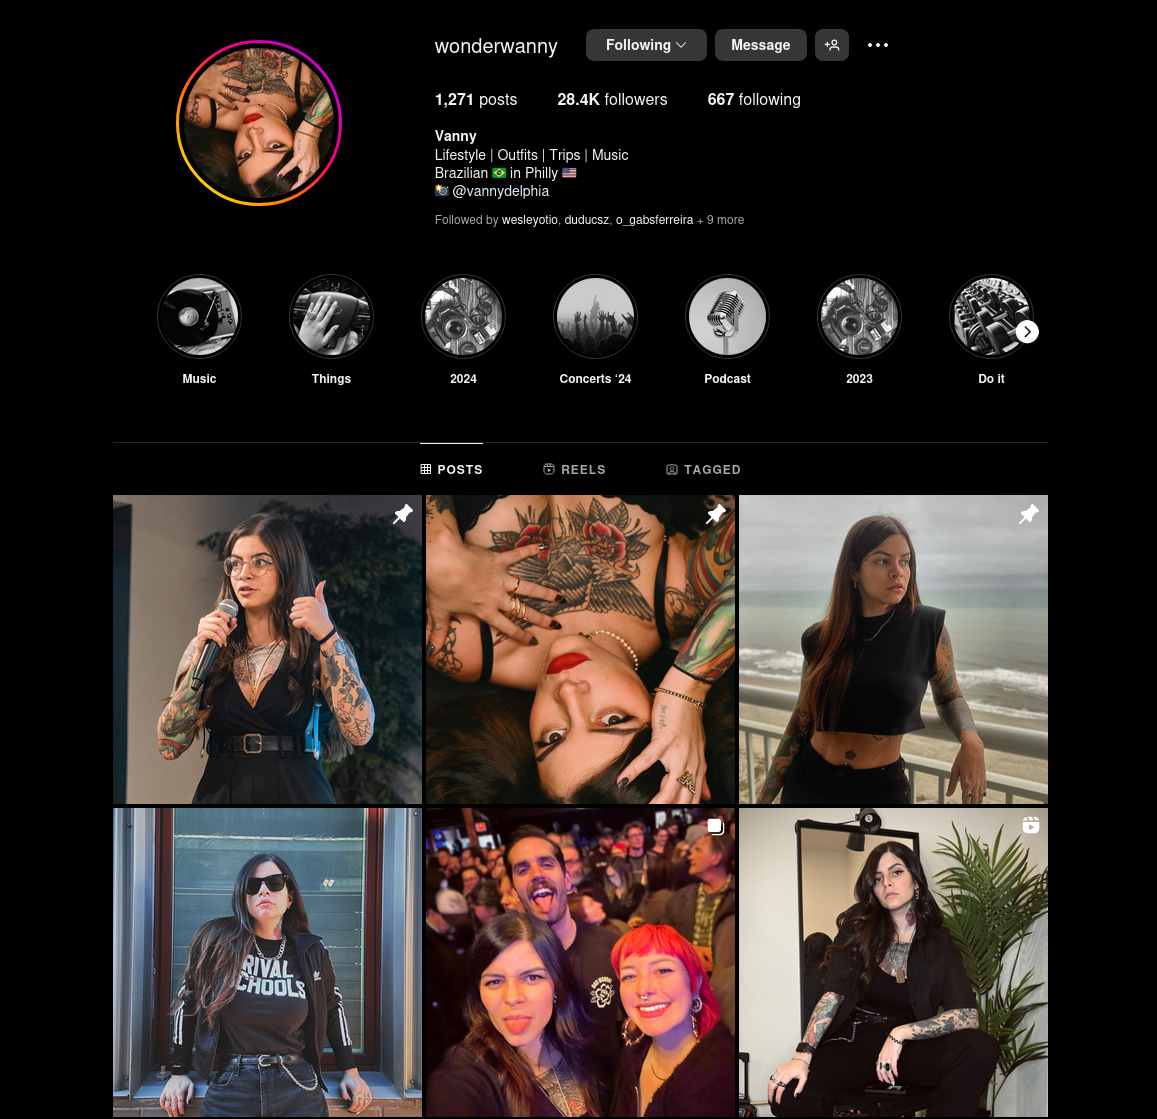 wonderwanny
Following
Message
1,271 posts
28.4K followers
667 following
Vanny
Lifestyle | Outfits | Trips | Music
Brazilian 🇧🇷 in Philly 🇺🇸
📸 @vannydelphia
Followed by wesleyotio, duducsz, o_gabsferreira + 9 more
Music
Things
2024
Concerts ‘24
Podcast
2023
Do it
POSTS
REELS
TAGGED
RIVAL
SCHOOLS